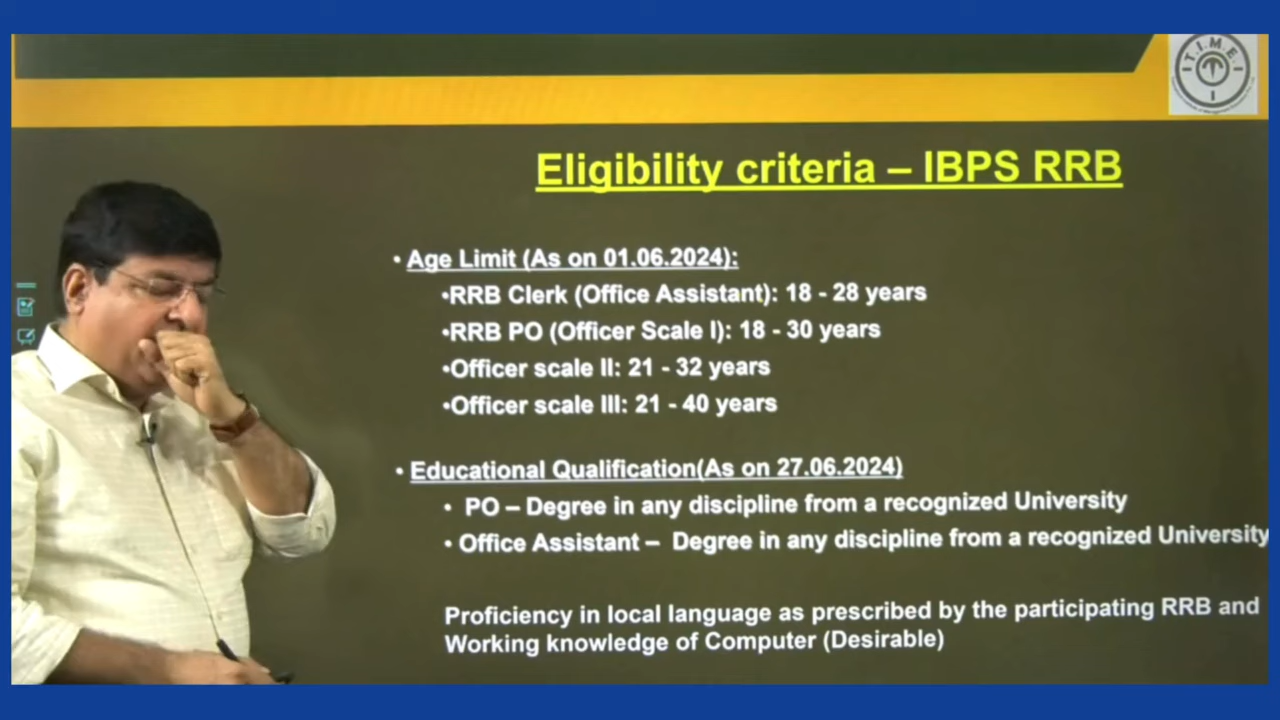 T.I.M.E.
Eligibility criteria – IBPS RRB
• Age Limit (As on 01.06.2024):
•RRB Clerk (Office Assistant): 18 - 28 years
•RRB PO (Officer Scale I): 18 - 30 years
•Officer scale II: 21 - 32 years
•Officer scale III: 21 - 40 years
• Educational Qualification(As on 27.06.2024)
• PO – Degree in any discipline from a recognized University
• Office Assistant – Degree in any discipline from a recognized University
Proficiency in local language as prescribed by the participating RRB and
Working knowledge of Computer (Desirable)